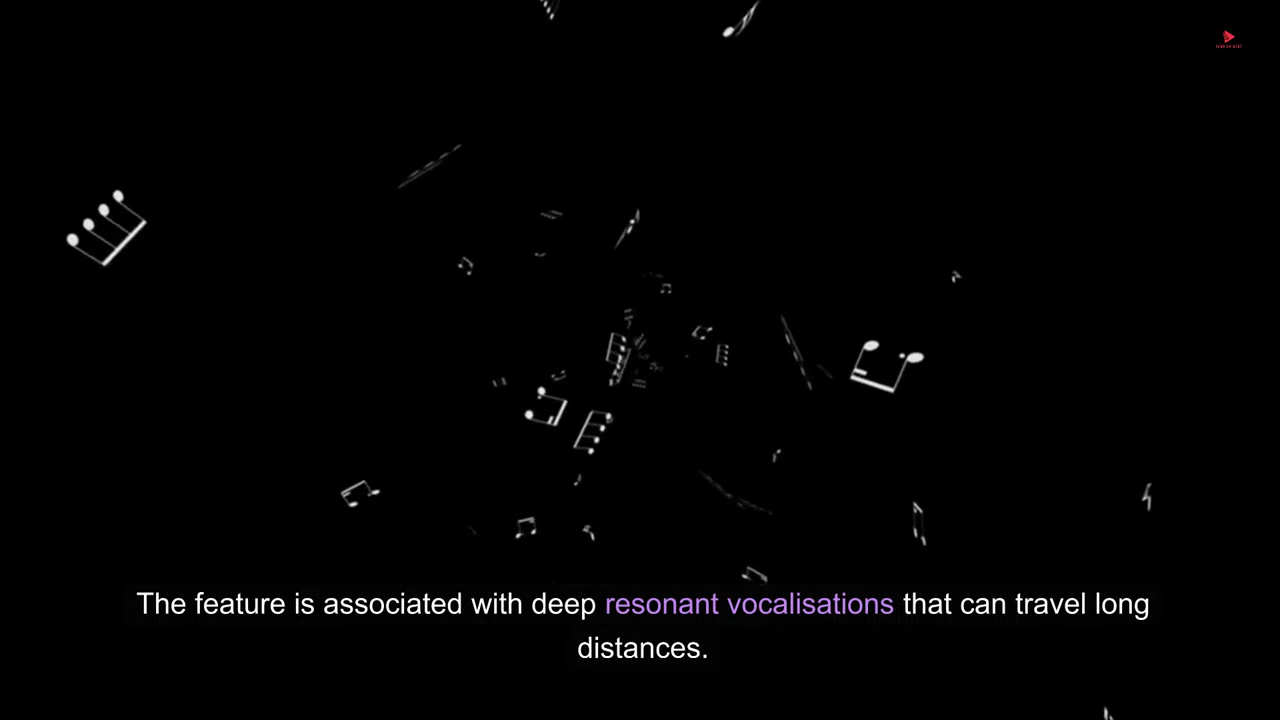 The feature is associated with deep resonant vocalisations that can travel long
distances.